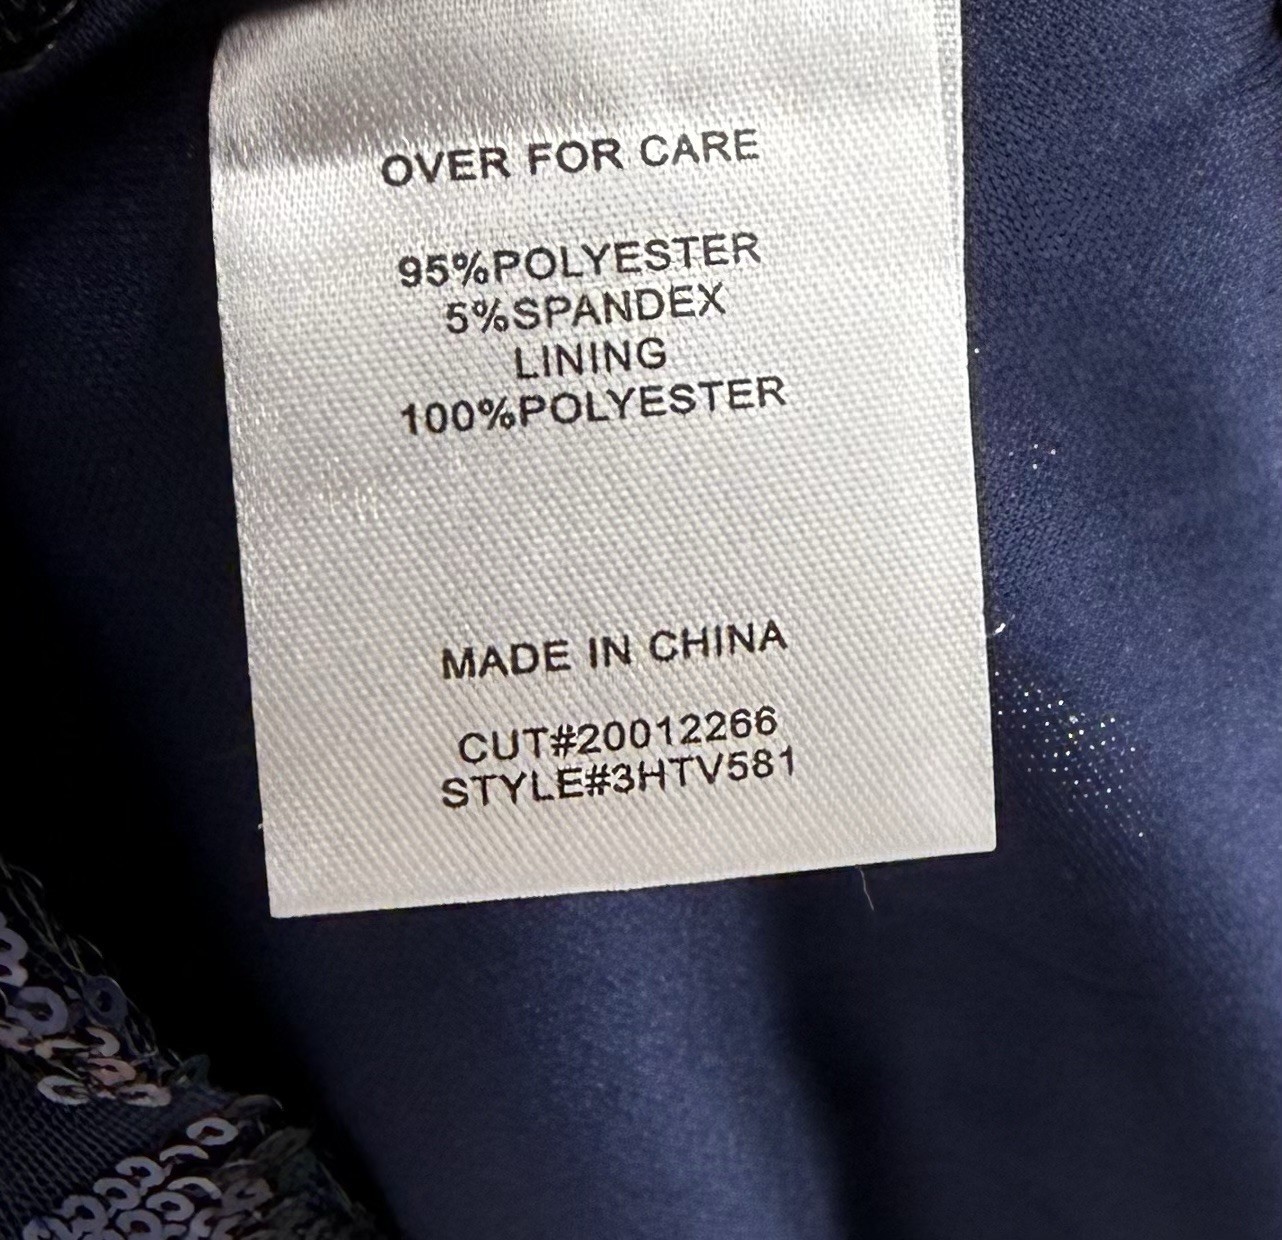 OVER FOR CARE
95%POLYESTER
5%SPANDEX
LINING
100%POLYESTER
MADE IN CHINA
CUT#20012266
STYLE#3HTV581